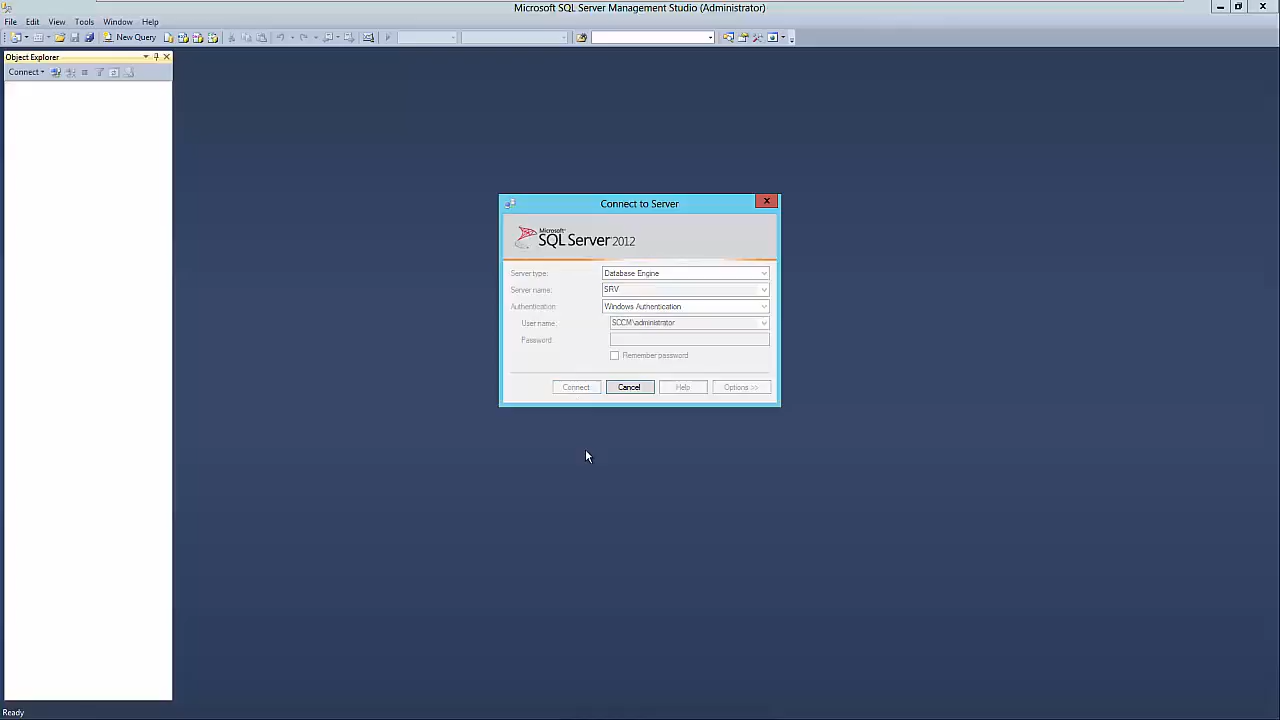 Microsoft SQL Server Management Studio (Administrator)
File Edit View Tools Window Help
New Query
Object Explorer
Connect
Connect to Server
Microsoft
SQL Server 2012
Server type: Database Engine
Server name: SRV
Authentication: Windows Authentication
User name: SCCM\administrator
Password:
Remember password
Connect Cancel Help Options >>
Ready